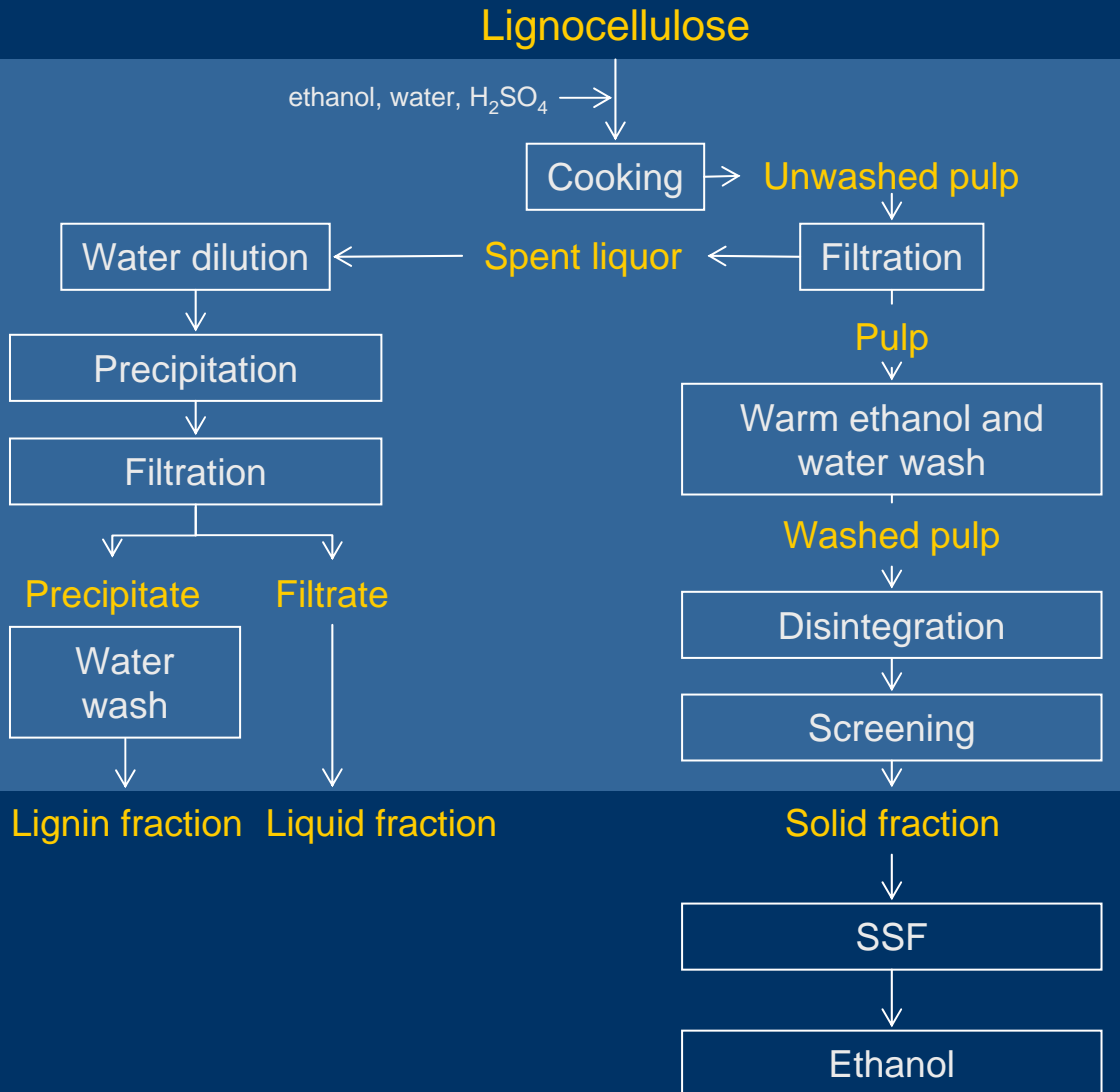 Lignocellulose
ethanol, water, H₂SO₄
Cooking
Unwashed pulp
Water dilution
Spent liquor
Filtration
Pulp
Precipitation
Warm ethanol and
water wash
Filtration
Washed pulp
Precipitate
Filtrate
Disintegration
Water
wash
Screening
Lignin fraction
Liquid fraction
Solid fraction
SSF
Ethanol